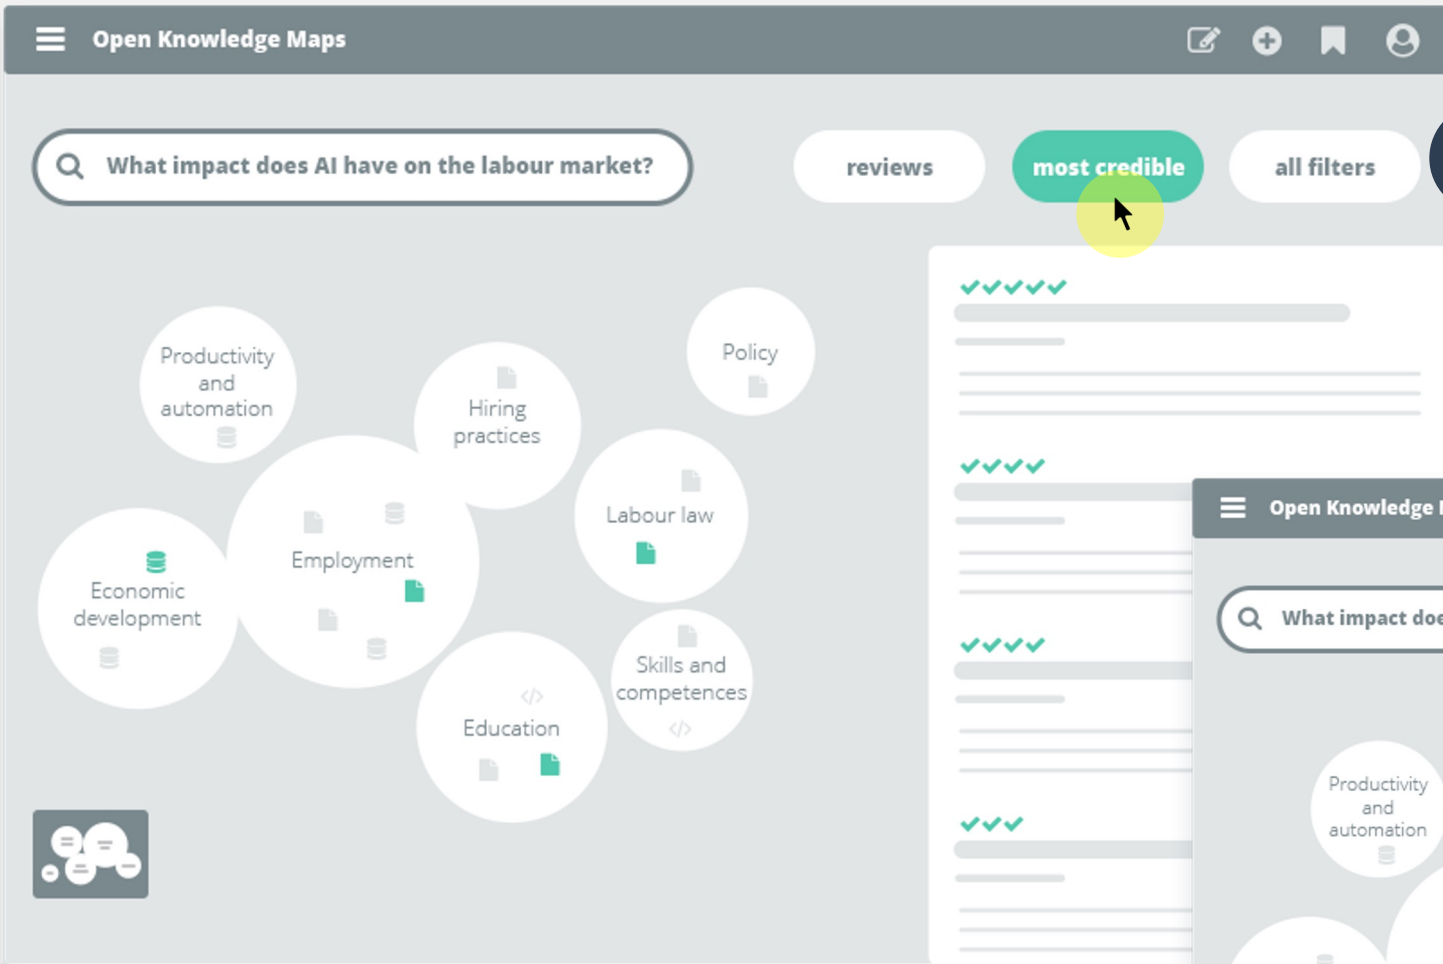 Open Knowledge Maps
What impact does AI have on the labour market?
reviews
most credible
all filters
Productivity
and
automation
Hiring
practices
Policy
Labour law
Employment
Economic
development
Skills and
competences
Education
Open Knowledge
What impact doe
Productivity
and
automation